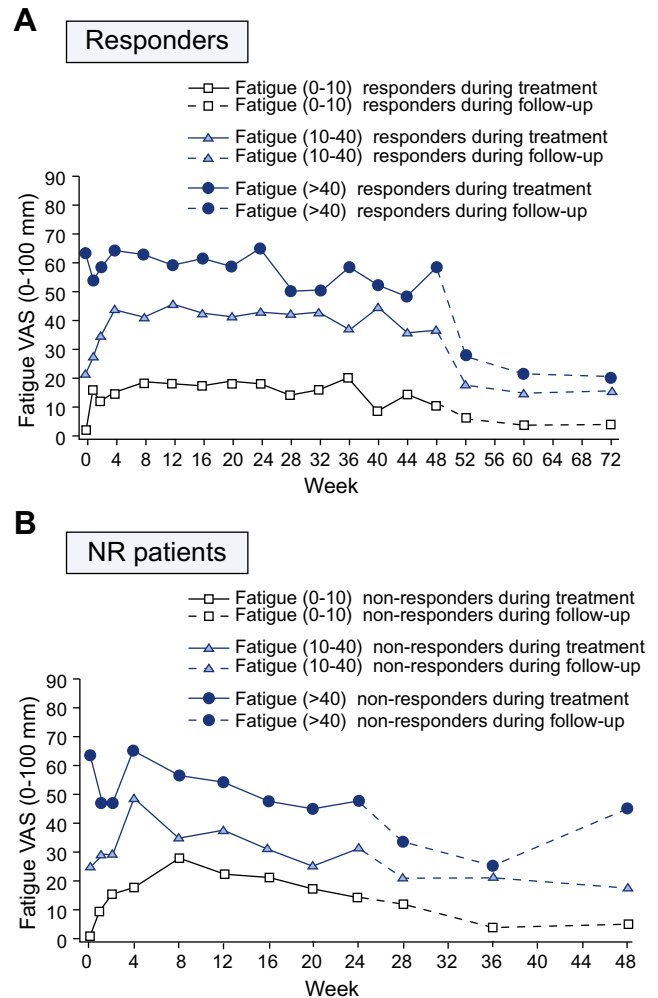 A
Responders
Fatigue (0-10) responders during treatment
Fatigue (0-10) responders during follow-up
Fatigue (10-40) responders during treatment
Fatigue (10-40) responders during follow-up
Fatigue (>40) responders during treatment
Fatigue (>40) responders during follow-up
Fatigue VAS (0-100 mm)
90
80
70
60
50
40
30
20
10
0
0 4 8 12 16 20 24 28 32 36 40 44 48 52 56 60 64 68 72
Week
B
NR patients
Fatigue (0-10) non-responders during treatment
Fatigue (0-10) non-responders during follow-up
Fatigue (10-40) non-responders during treatment
Fatigue (10-40) non-responders during follow-up
Fatigue (>40) non-responders during treatment
Fatigue (>40) non-responders during follow-up
Fatigue VAS (0-100 mm)
90
80
70
60
50
40
30
20
10
0
0 4 8 12 16 20 24 28 32 36 40 44 48
Week